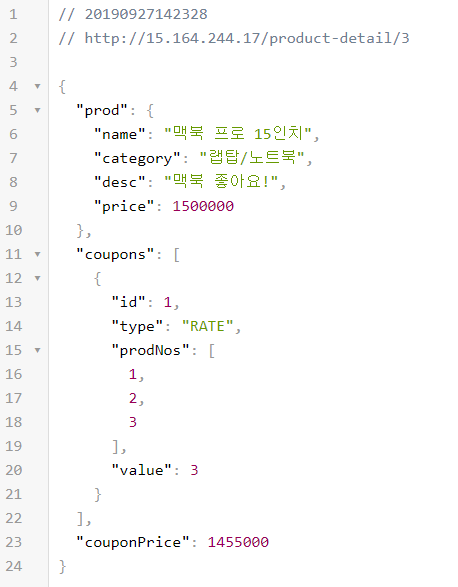 1 // 20190927142328
2 // http://15.164.244.17/product-detail/3
3
4 {
5 "prod": {
6 "name": "맥북 프로 15인치",
7 "category": "랩탑/노트북",
8 "desc": "맥북 좋아요!",
9 "price": 1500000
10 },
11 "coupons": [
12 {
13 "id": 1,
14 "type": "RATE",
15 "prodNos": [
16 1,
17 2,
18 3
19 ],
20 "value": 3
21 }
22 ],
23 "couponPrice": 1455000
24 }